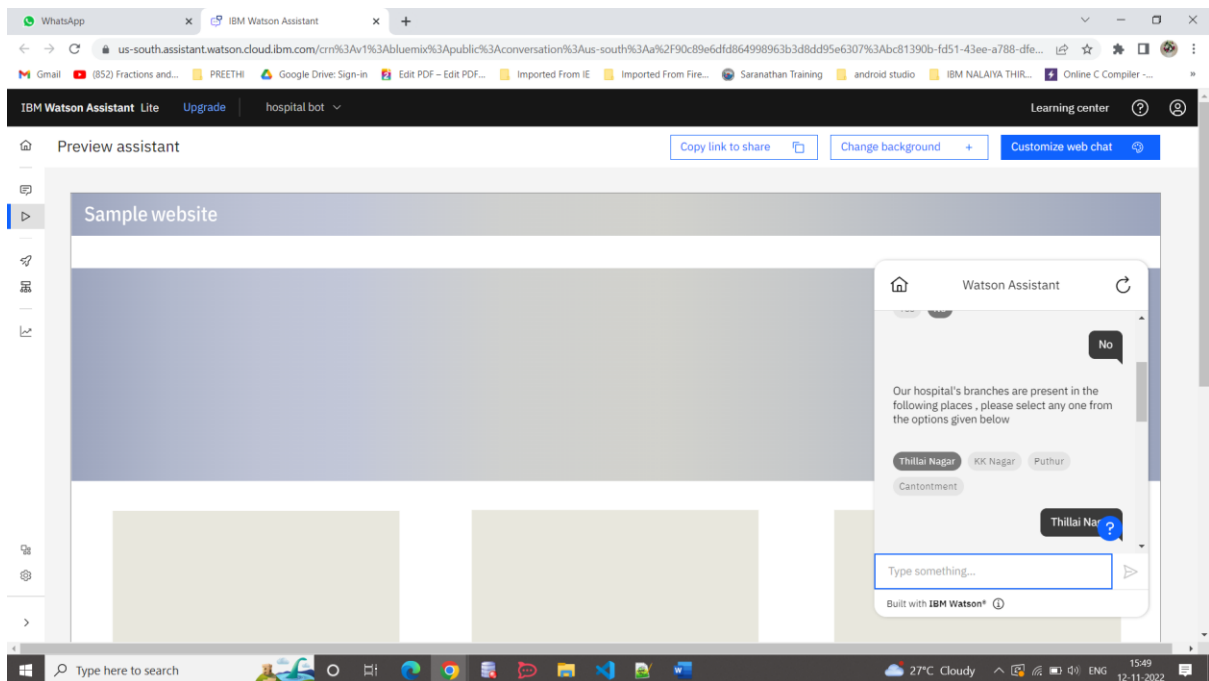 WhatsApp
IBM Watson Assistant
us-south.assistant.watson.cloud.ibm.com/crn%3Av1%3Abluemix%3Apublic%3Aconversation%3Aus-south%3Aa%2F90c89e6dfd864998963b3d8dd95e6307%3Abc81390b-fd51-43ee-a788-dfe...
Gmail (852) Fractions and... PREETHI Google Drive: Sign-in Edit PDF – Edit PDF... Imported From IE Imported From Fire... Saranathan Training android studio IBM NALAIYA THIR... Online C Compiler -... »
IBM Watson Assistant Lite Upgrade hospital bot Learning center
Preview assistant Copy link to share Change background + Customize web chat
Sample website
Watson Assistant
No
Our hospital's branches are present in the
following places , please select any one from
the options given below
Thillai Nagar KK Nagar Puthur
Cantontment
Thillai
?
Type something...
Built with IBM Watson®
Type here to search 27°C Cloudy ENG 15:49
12-11-2022